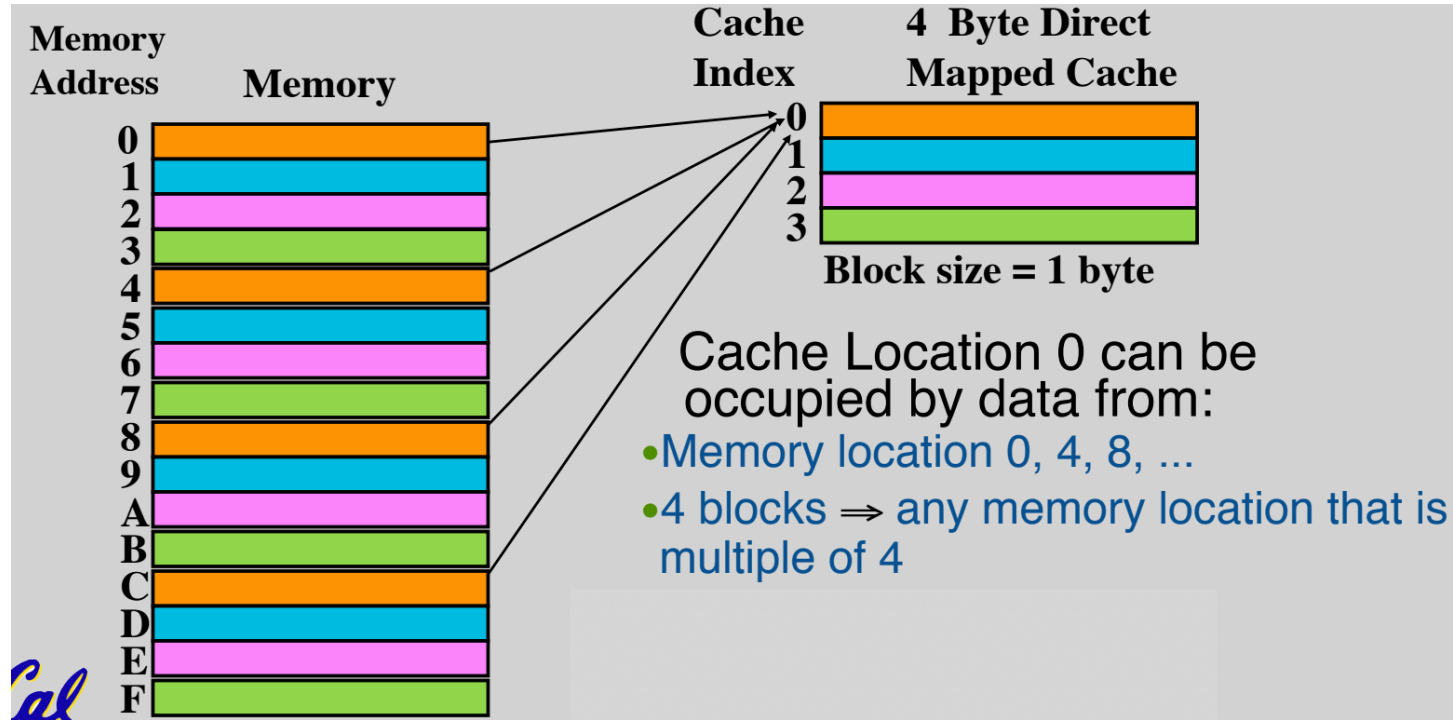 Memory
Address
Memory
0
1
2
3
4
5
6
7
8
9
A
B
C
D
E
F
Cache
Index
4 Byte Direct
Mapped Cache
0
1
2
3
Block size = 1 byte
Cache Location 0 can be
occupied by data from:
•Memory location 0, 4, 8, ...
•4 blocks ⇒ any memory location that is
multiple of 4
Cal